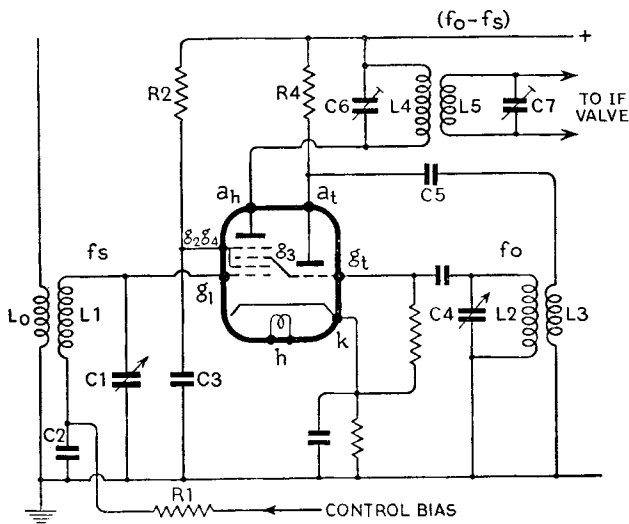 (fo-fs)
+
R2
R4
C6
L4
L5
C7
TO IF
VALVE
ah
at
C5
g2g4
g3
fs
gt
fo
g1
Lo
L1
C4
L2
L3
k
h
C1
C3
C2
R1
CONTROL BIAS